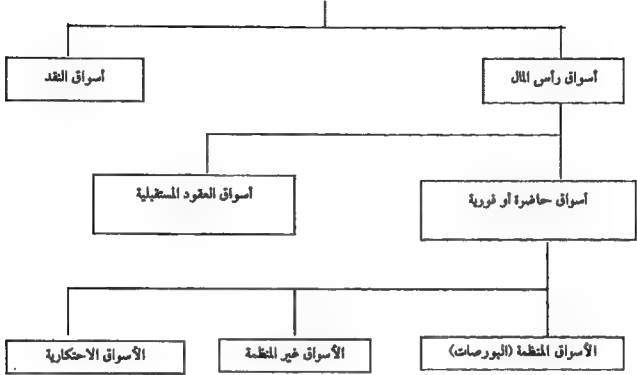 أسواق رأس المال
أسواق النقد
أسواق حاضرة أو فورية
أسواق العقود المستقبلية
الأسواق المنظمة (البورصات)
الأسواق غير المنظمة
الأسواق الاحتكارية